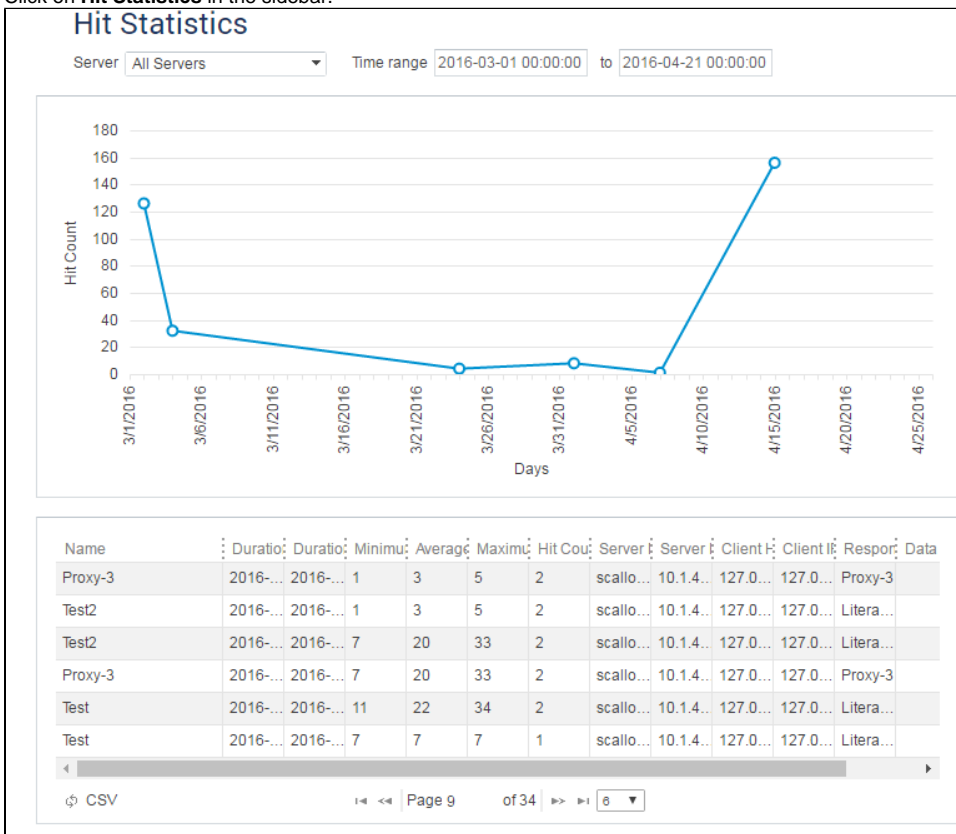 Click on Hit Statistics in the sidebar.
Hit Statistics
Server All Servers Time range 2016-03-01 00:00:00 to 2016-04-21 00:00:00
180
160
140
120
100
80
60
40
20
0
Hit Count
3/1/2016 3/6/2016 3/11/2016 3/16/2016 3/21/2016 3/26/2016 3/31/2016 4/5/2016 4/10/2016 4/15/2016 4/20/2016 4/25/2016
Days
Name Duratio Duratio Minimu Average Maximu Hit Cou Server Server Client H Client I Respon Data
Proxy-3 2016-... 2016-... 1 3 5 2 scallo... 10.1.4.. 127.0... 127.0... Proxy-3
Test2 2016-... 2016-... 1 3 5 2 scallo... 10.1.4.. 127.0... 127.0... Litera...
Test2 2016-... 2016-... 7 20 33 2 scallo... 10.1.4.. 127.0... 127.0... Litera...
Proxy-3 2016-... 2016-... 7 20 33 2 scallo... 10.1.4.. 127.0... 127.0... Proxy-3
Test 2016-... 2016-... 11 22 34 2 scallo... 10.1.4.. 127.0... 127.0... Litera...
Test 2016-... 2016-... 7 7 7 1 scallo... 10.1.4.. 127.0... 127.0... Litera...
CSV Page 9 of 34 6